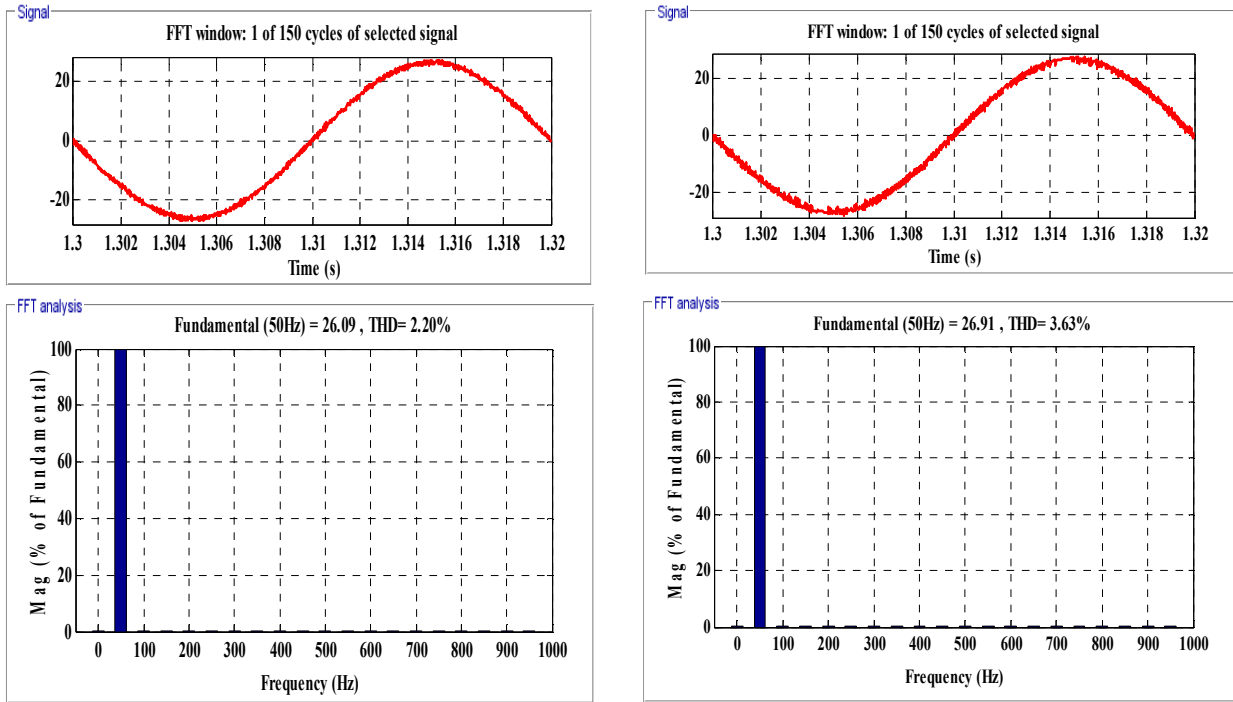 Signal
FFT window: 1 of 150 cycles of selected signal
20
0
-20
1.3 1.302 1.304 1.306 1.308 1.31 1.312 1.314 1.316 1.318 1.32
Time (s)
FFT analysis
Fundamental (50Hz) = 26.09 , THD= 2.20%
Mag (% of Fundamental)
100
80
60
40
20
0
0 100 200 300 400 500 600 700 800 900 1000
Frequency (Hz)
Signal
FFT window: 1 of 150 cycles of selected signal
20
0
-20
1.3 1.302 1.304 1.306 1.308 1.31 1.312 1.314 1.316 1.318 1.32
Time (s)
FFT analysis
Fundamental (50Hz) = 26.91 , THD= 3.63%
Mag (% of Fundamental)
100
80
60
40
20
0
0 100 200 300 400 500 600 700 800 900 1000
Frequency (Hz)